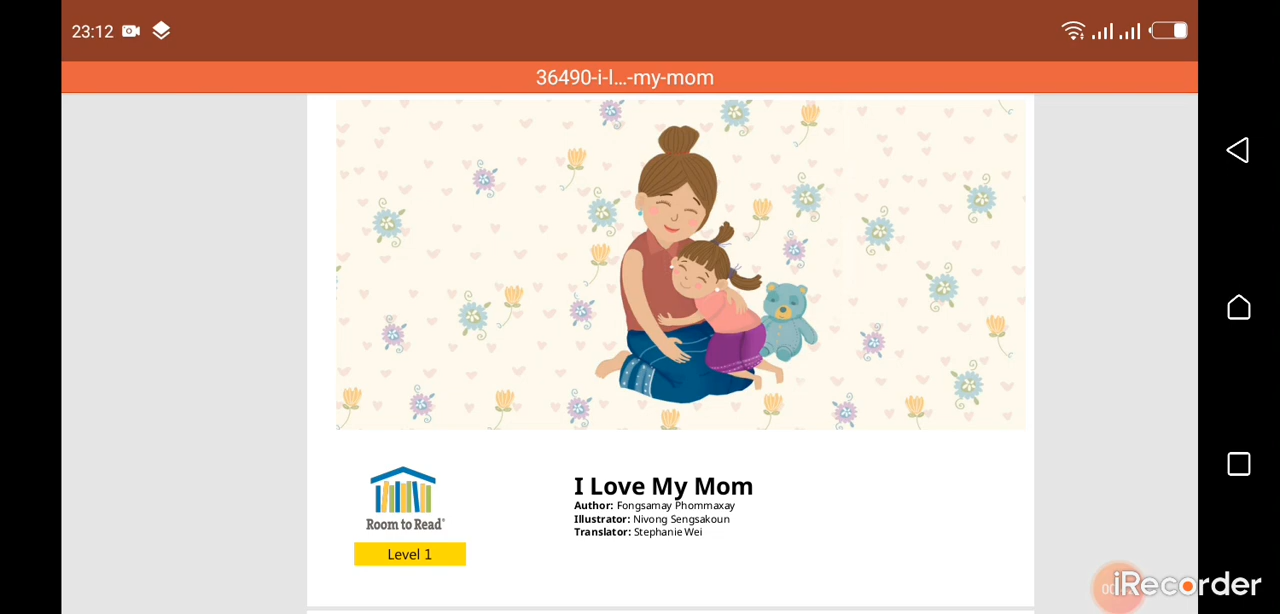 23:12
36490-i-l...-my-mom
I Love My Mom
Author: Fongsamay Phommaxay
Illustrator: Nivong Sengsakoun
Translator: Stephanie Wei
Room to Read®
Level 1
iRecorder